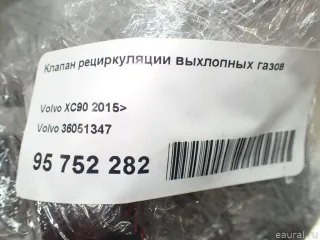 Клапан рециркуляции выхлопных газов
Volvo XC90 2015>
Volvo 36051347
95 752 282
eaural.ru